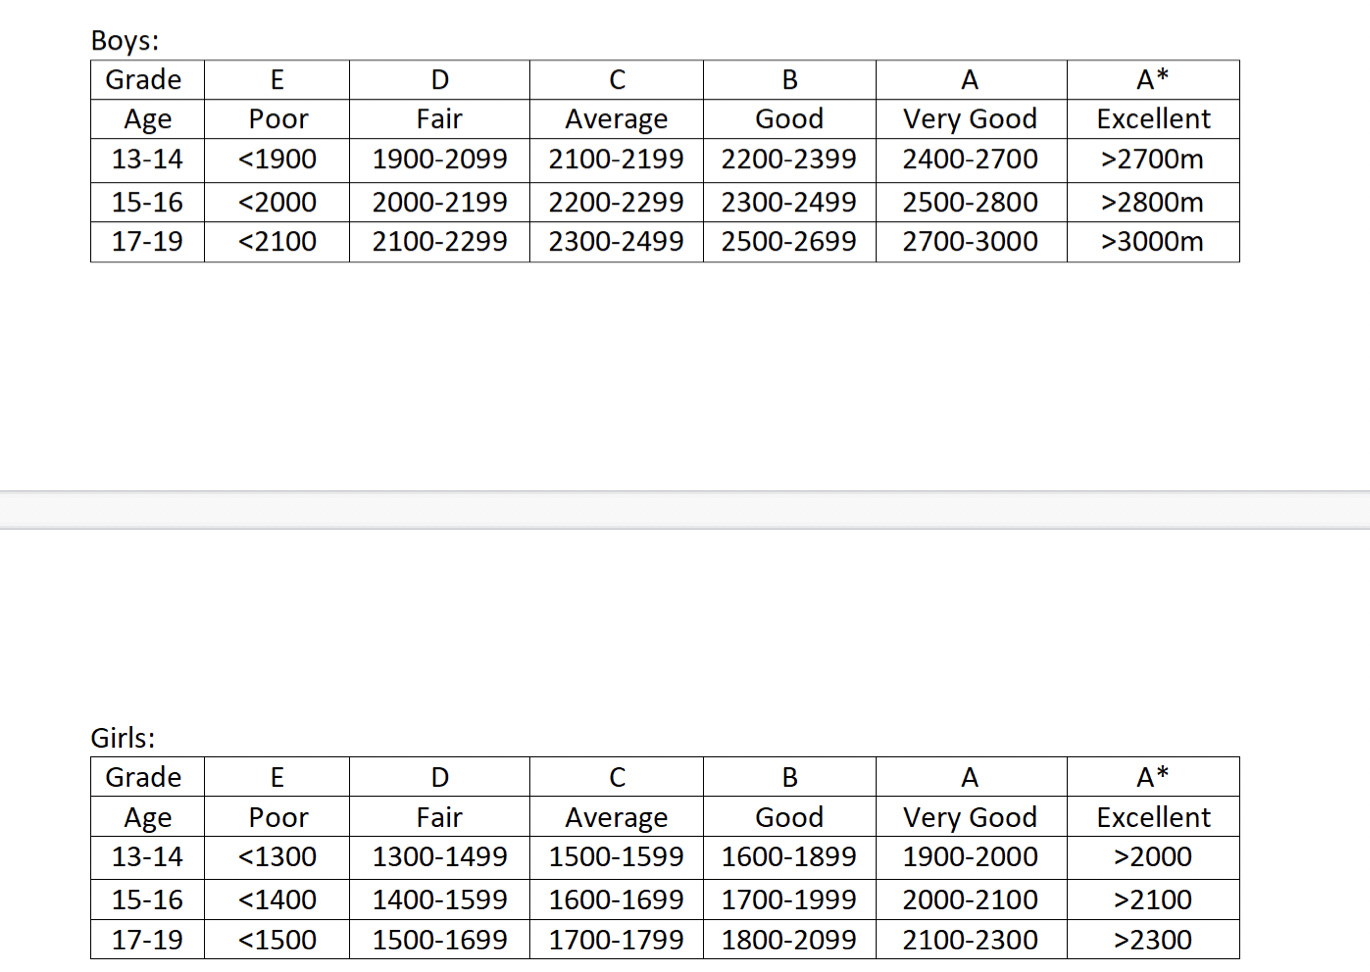 Boys:
Grade E D C B A A*
Age Poor Fair Average Good Very Good Excellent
13-14 <1900 1900-2099 2100-2199 2200-2399 2400-2700 >2700m
15-16 <2000 2000-2199 2200-2299 2300-2499 2500-2800 >2800m
17-19 <2100 2100-2299 2300-2499 2500-2699 2700-3000 >3000m
Girls:
Grade E D C B A A*
Age Poor Fair Average Good Very Good Excellent
13-14 <1300 1300-1499 1500-1599 1600-1899 1900-2000 >2000
15-16 <1400 1400-1599 1600-1699 1700-1999 2000-2100 >2100
17-19 <1500 1500-1699 1700-1799 1800-2099 2100-2300 >2300